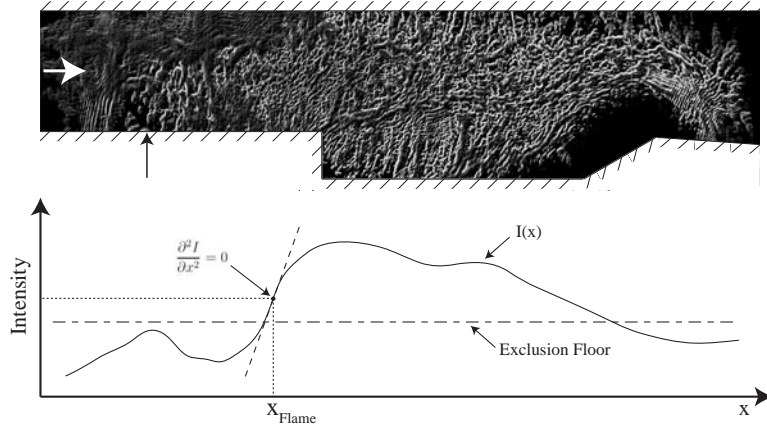 I(x)
∂²I/∂x² = 0
Intensity
Exclusion Floor
X_Flame
x